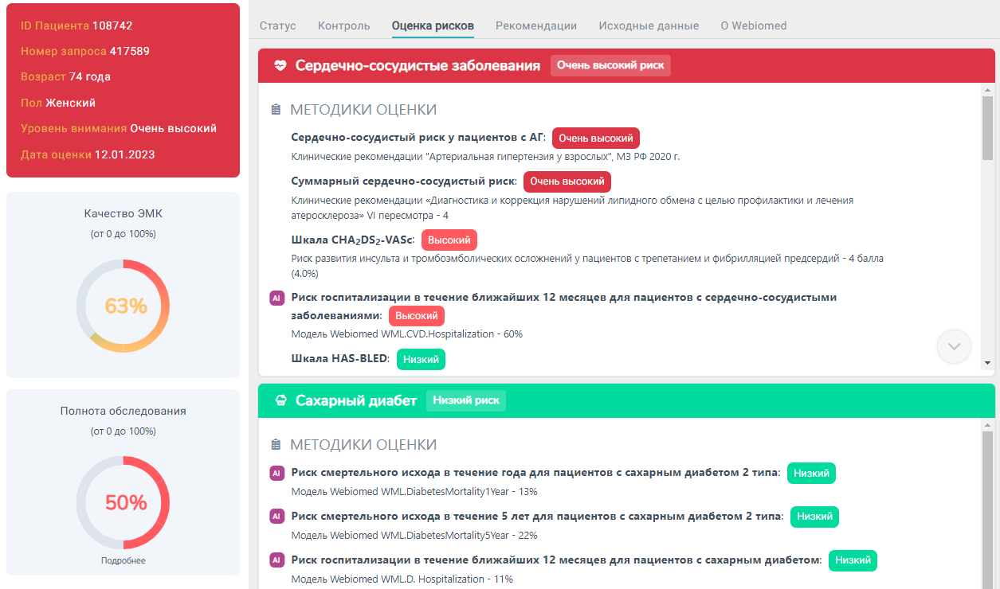 ID Пациента 108742
Номер запроса 417589
Возраст 74 года
Пол Женский
Уровень внимания Очень высокий
Дата оценки 12.01.2023
Качество ЭМК
(от 0 до 100%)
63%
Полнота обследования
(от 0 до 100%)
50%
Подробнее
Статус Контроль Оценка рисков Рекомендации Исходные данные О Webiomed
Сердечно-сосудистые заболевания Очень высокий риск
МЕТОДИКИ ОЦЕНКИ
Сердечно-сосудистый риск у пациентов с АГ: Очень высокий
Клинические рекомендации "Артериальная гипертензия у взрослых", МЗ РФ 2020 г.
Суммарный сердечно-сосудистый риск: Очень высокий
Клинические рекомендации «Диагностика и коррекция нарушений липидного обмена с целью профилактики и лечения
атеросклероза» VI пересмотра - 4
Шкала CHA₂DS₂-VASc: Высокий
Риск развития инсульта и тромбоэмболических осложнений у пациентов с трепетанием и фибрилляцией предсердий - 4 балла
(4.0%)
AI Риск госпитализации в течение ближайших 12 месяцев для пациентов с сердечно-сосудистыми
заболеваниями: Высокий
Модель Webiomed WML.CVD.Hospitalization - 60%
Шкала HAS-BLED: Низкий
Сахарный диабет Низкий риск
МЕТОДИКИ ОЦЕНКИ
AI Риск смертельного исхода в течение года для пациентов с сахарным диабетом 2 типа: Низкий
Модель Webiomed WML.DiabetesMortality1Year - 13%
AI Риск смертельного исхода в течение 5 лет для пациентов с сахарным диабетом 2 типа: Низкий
Модель Webiomed WML.DiabetesMortality5Year - 22%
AI Риск госпитализации в течение ближайших 12 месяцев для пациентов с сахарным диабетом: Низкий
Модель Webiomed WML.D. Hospitalization - 11%